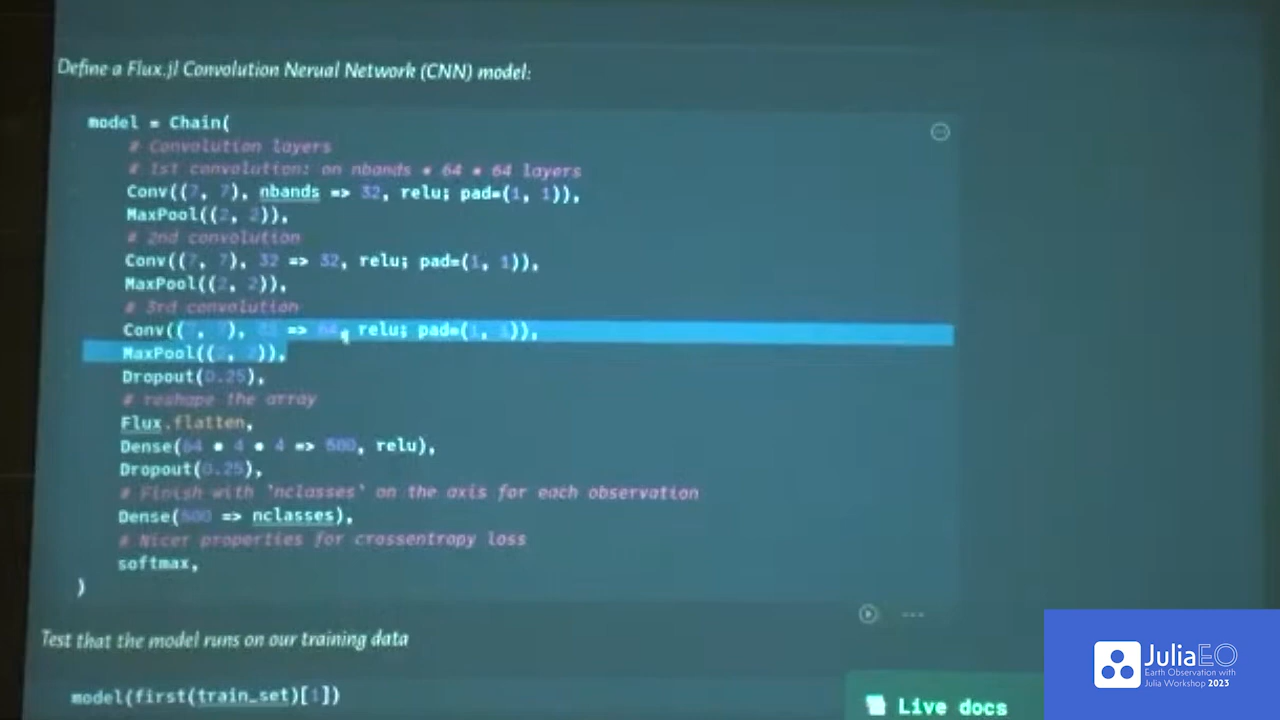 Define a Flux.jl Convolution Nerual Network (CNN) model:
model = Chain(
# Convolution layers
# 1st convolution: on nbands * 64 * 64 layers
Conv((7, 7), nbands => 32, relu; pad=(1, 1)),
MaxPool((2, 2)),
# 2nd convolution
Conv((7, 7), 32 => 32, relu; pad=(1, 1)),
MaxPool((2, 2)),
# 3rd convolution
Conv((7, 7), 32 => 64, relu; pad=(1, 1)),
MaxPool((2, 2)),
Dropout(0.25),
# reshape the array
Flux.flatten,
Dense(64 * 4 * 4 => 500, relu),
Dropout(0.25),
# Finish with `nclasses` on the axis for each observation
Dense(500 => nclasses),
# Nicer properties for crossentropy loss
softmax,
)
Test that the model runs on our training data
model(first(train_set)[1])
Live docs
JuliaEO
Earth Observation with
Julia Workshop 2023